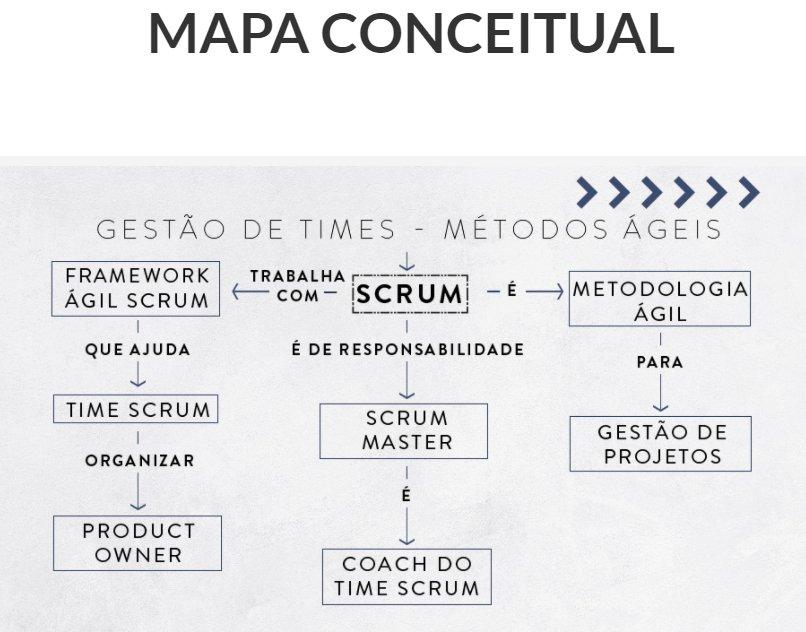 MAPA CONCEITUAL
GESTÃO DE TIMES - MÉTODOS ÁGEIS
FRAMEWORK
ÁGIL SCRUM
TRABALHA
COM
SCRUM
É
METODOLOGIA
ÁGIL
QUE AJUDA
É DE RESPONSABILIDADE
PARA
TIME SCRUM
SCRUM
MASTER
GESTÃO DE
PROJETOS
ORGANIZAR
É
PRODUCT
OWNER
COACH DO
TIME SCRUM